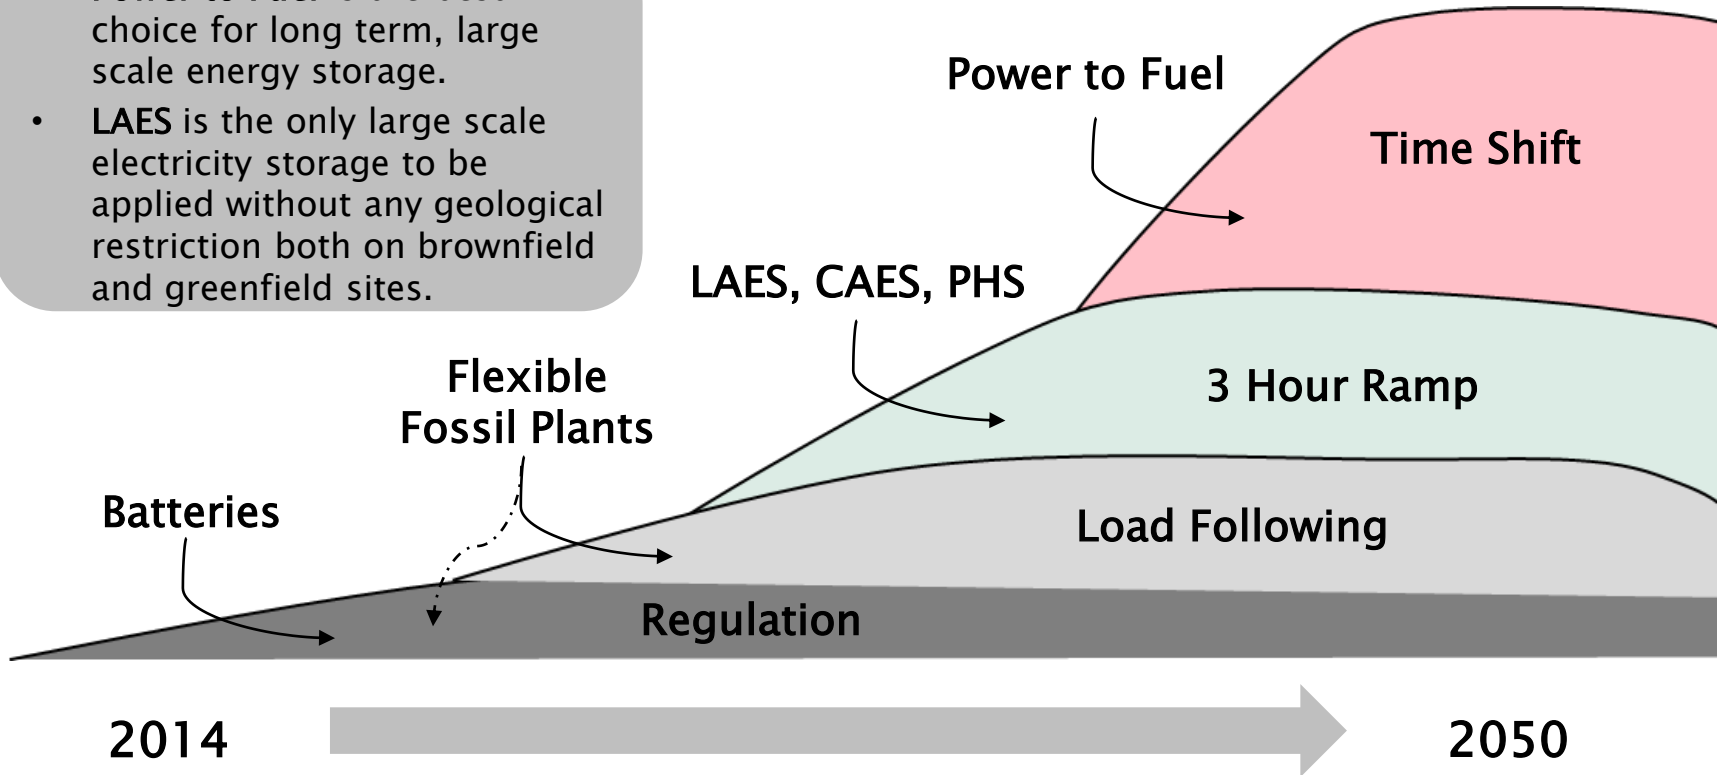 choice for long term, large
scale energy storage.
• LAES is the only large scale
electricity storage to be
applied without any geological
restriction both on brownfield
and greenfield sites.
Power to Fuel
Time Shift
LAES, CAES, PHS
3 Hour Ramp
Flexible
Fossil Plants
Batteries
Load Following
Regulation
2014
2050